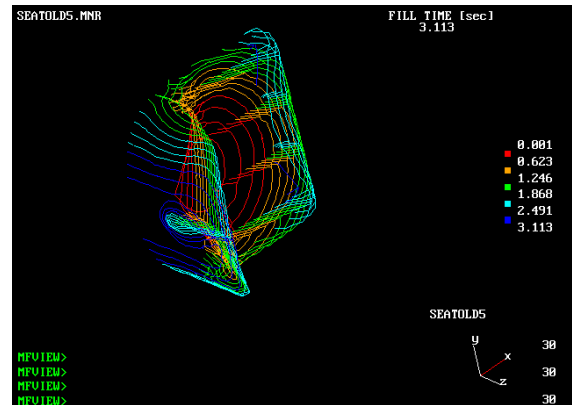 SEATOLD5.MNR
FILL TIME [sec]
3.113
0.001
0.623
1.246
1.868
2.491
3.113
SEATOLD5
y
x
z
30
30
30
MFVIEW>
MFVIEW>
MFVIEW>
MFVIEW>